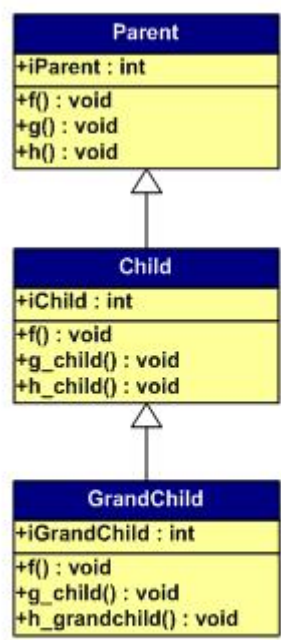 Parent
+iParent : int
+f() : void
+g() : void
+h() : void
Child
+iChild : int
+f() : void
+g_child() : void
+h_child() : void
GrandChild
+iGrandChild : int
+f() : void
+g_child() : void
+h_grandchild() : void